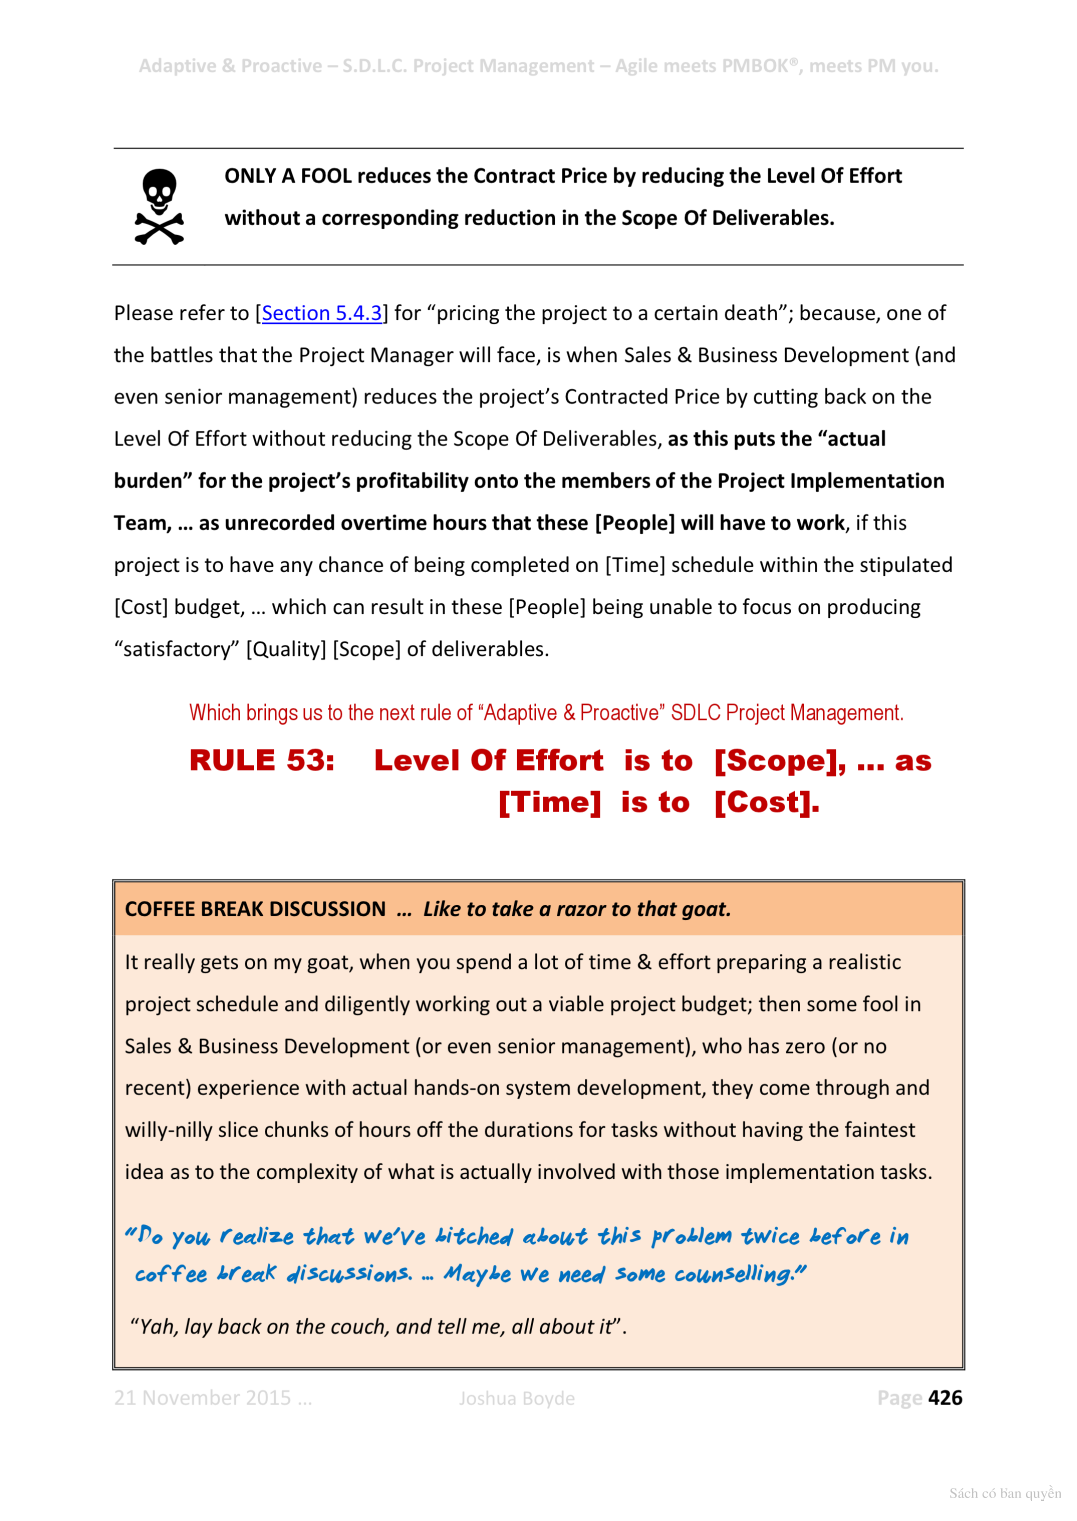 Adaptive & Proactive – S.D.L.C. Project Management – Agile meets PMBOK®, meets PM you.
ONLY A FOOL reduces the Contract Price by reducing the Level Of Effort
without a corresponding reduction in the Scope Of Deliverables.
Please refer to [Section 5.4.3] for “pricing the project to a certain death”; because, one of
the battles that the Project Manager will face, is when Sales & Business Development (and
even senior management) reduces the project’s Contracted Price by cutting back on the
Level Of Effort without reducing the Scope Of Deliverables, as this puts the “actual
burden” for the project’s profitability onto the members of the Project Implementation
Team, … as unrecorded overtime hours that these [People] will have to work, if this
project is to have any chance of being completed on [Time] schedule within the stipulated
[Cost] budget, … which can result in these [People] being unable to focus on producing
“satisfactory” [Quality] [Scope] of deliverables.
Which brings us to the next rule of “Adaptive & Proactive” SDLC Project Management.
RULE 53: Level Of Effort is to [Scope], … as
[Time] is to [Cost].
COFFEE BREAK DISCUSSION … Like to take a razor to that goat.
It really gets on my goat, when you spend a lot of time & effort preparing a realistic
project schedule and diligently working out a viable project budget; then some fool in
Sales & Business Development (or even senior management), who has zero (or no
recent) experience with actual hands-on system development, they come through and
willy-nilly slice chunks of hours off the durations for tasks without having the faintest
idea as to the complexity of what is actually involved with those implementation tasks.
“Do you realize that we’ve bitched about this problem twice before in
coffee break discussions. … Maybe we need some counselling.”
“Yah, lay back on the couch, and tell me, all about it”.
21 November 2015 … Joshua Boyde Page 426
Sách có bản quyền